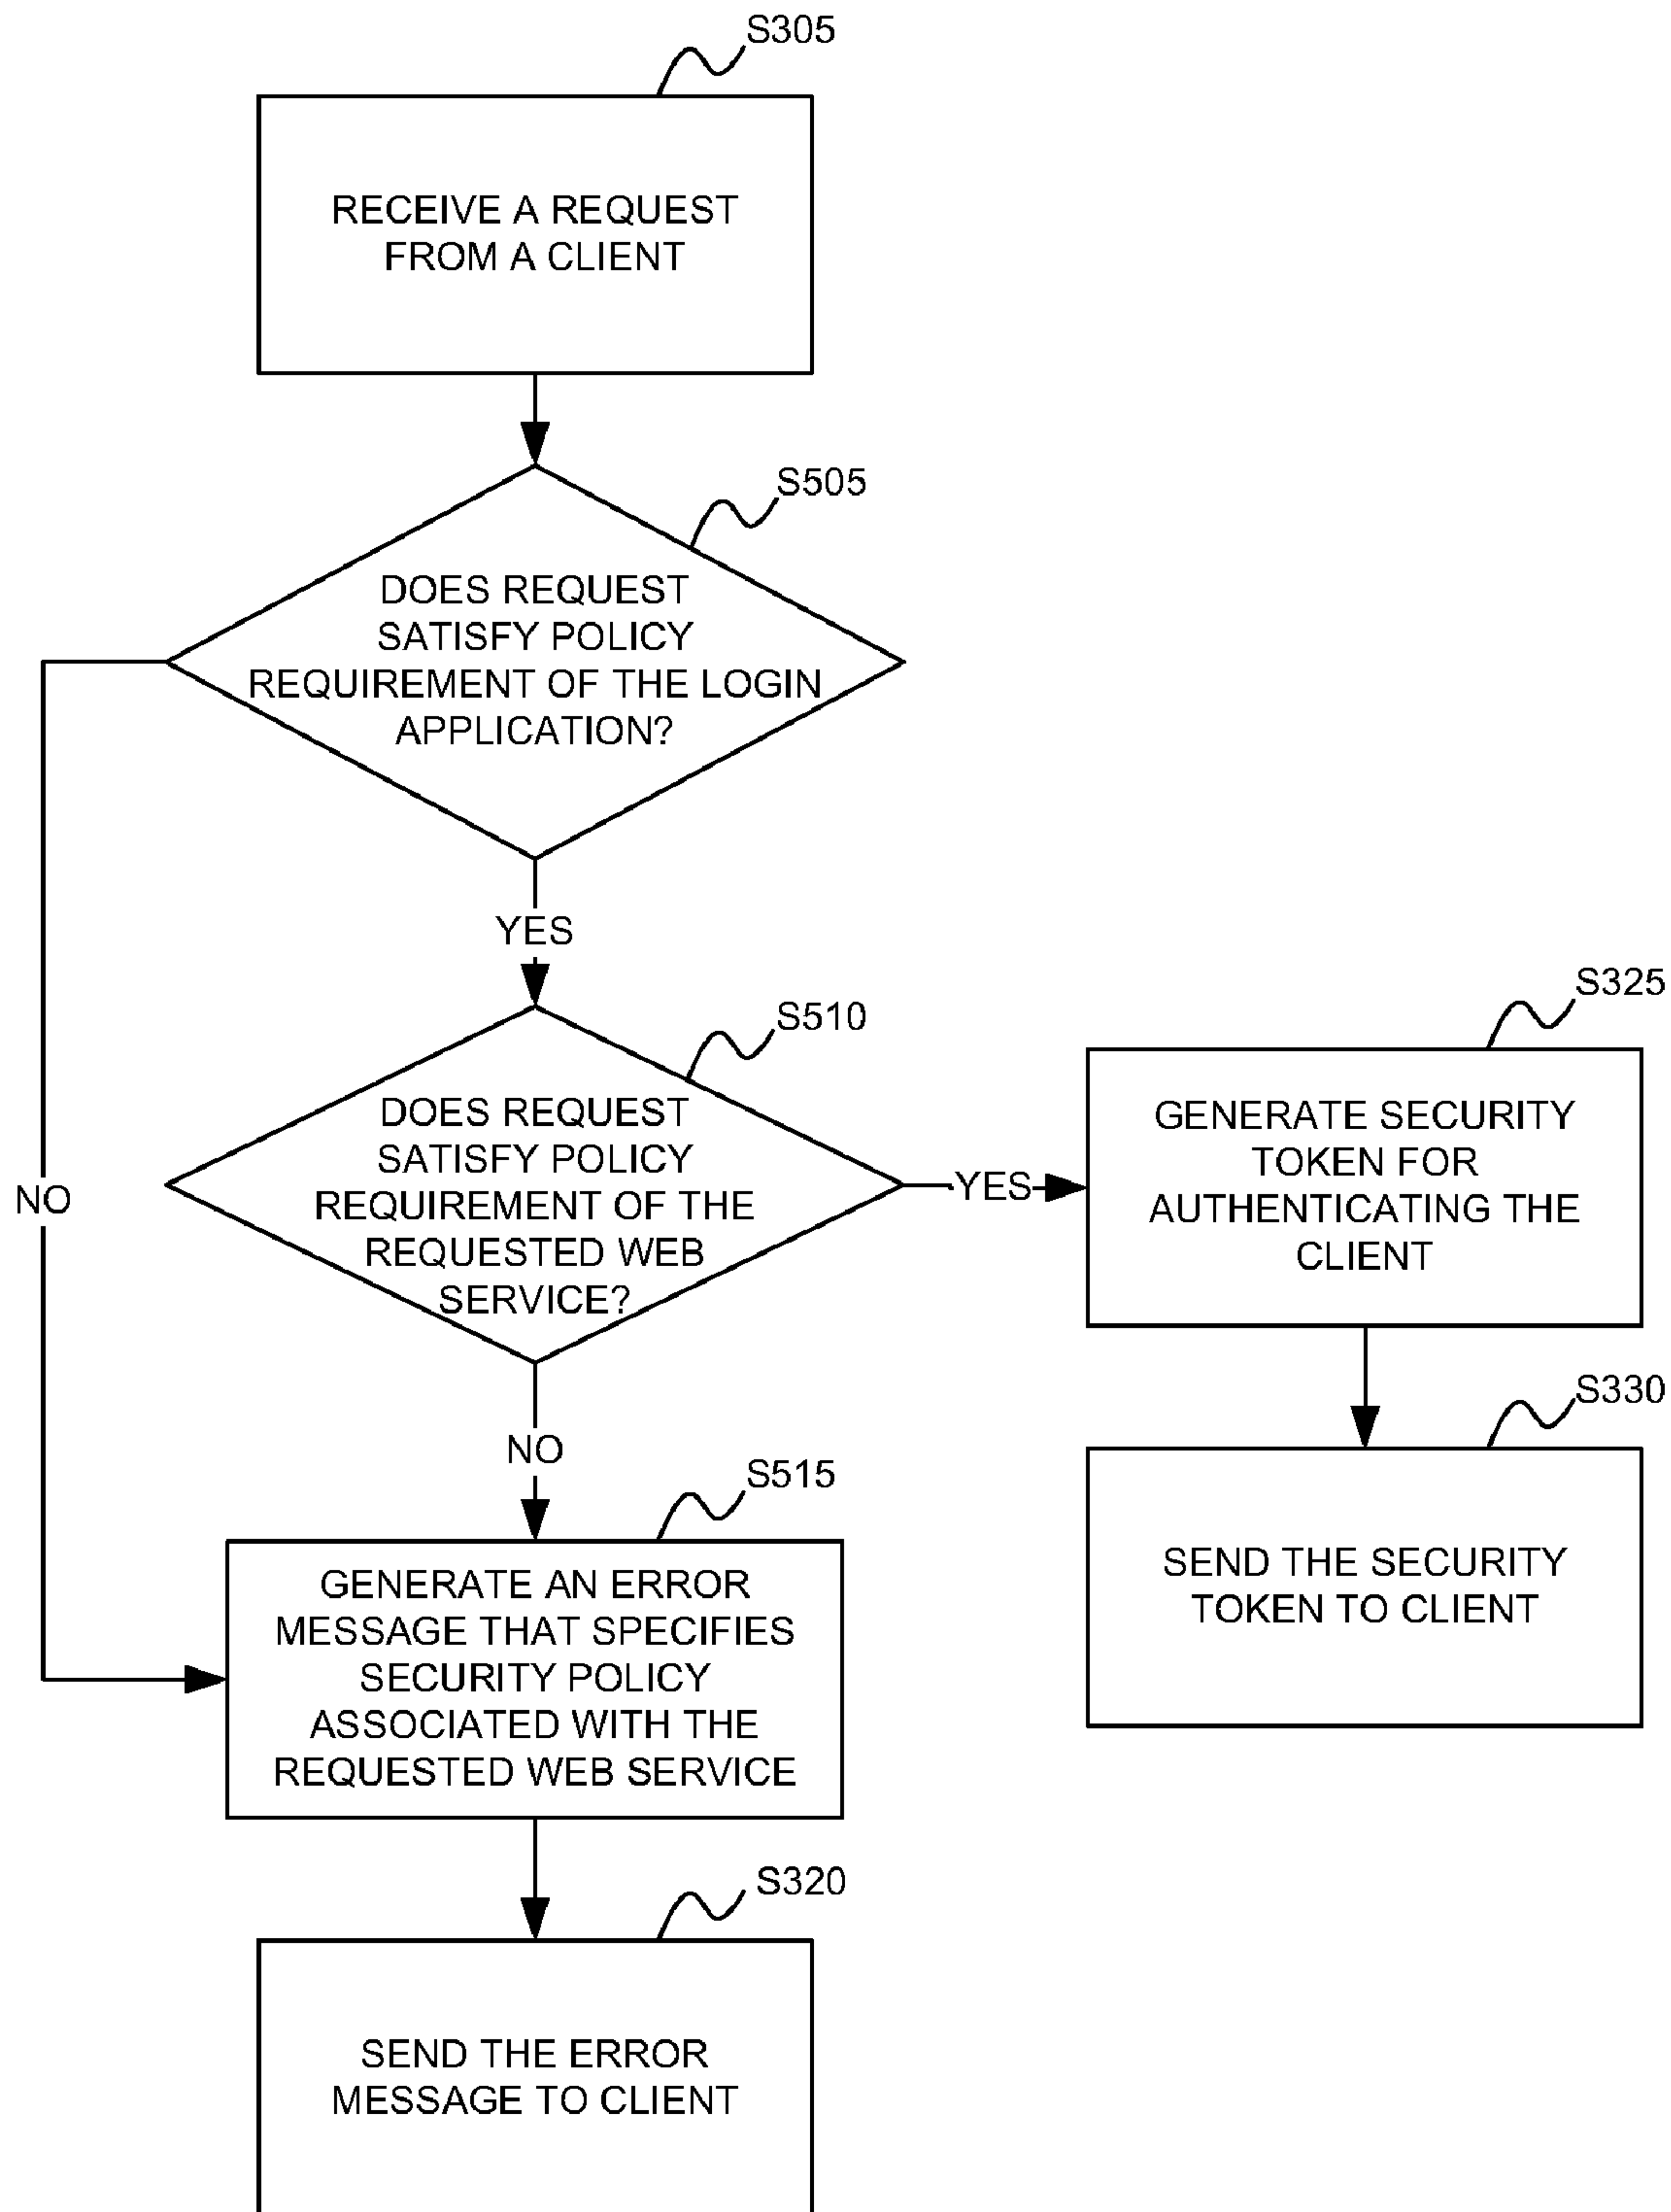 S305
RECEIVE A REQUEST
FROM A CLIENT
S505
DOES REQUEST
SATISFY POLICY
REQUIREMENT OF THE LOGIN
APPLICATION?
YES
S510
DOES REQUEST
SATISFY POLICY
REQUIREMENT OF THE
REQUESTED WEB
SERVICE?
YES
S325
GENERATE SECURITY
TOKEN FOR
AUTHENTICATING THE
CLIENT
S330
SEND THE SECURITY
TOKEN TO CLIENT
NO
NO
S515
GENERATE AN ERROR
MESSAGE THAT SPECIFIES
SECURITY POLICY
ASSOCIATED WITH THE
REQUESTED WEB SERVICE
S320
SEND THE ERROR
MESSAGE TO CLIENT